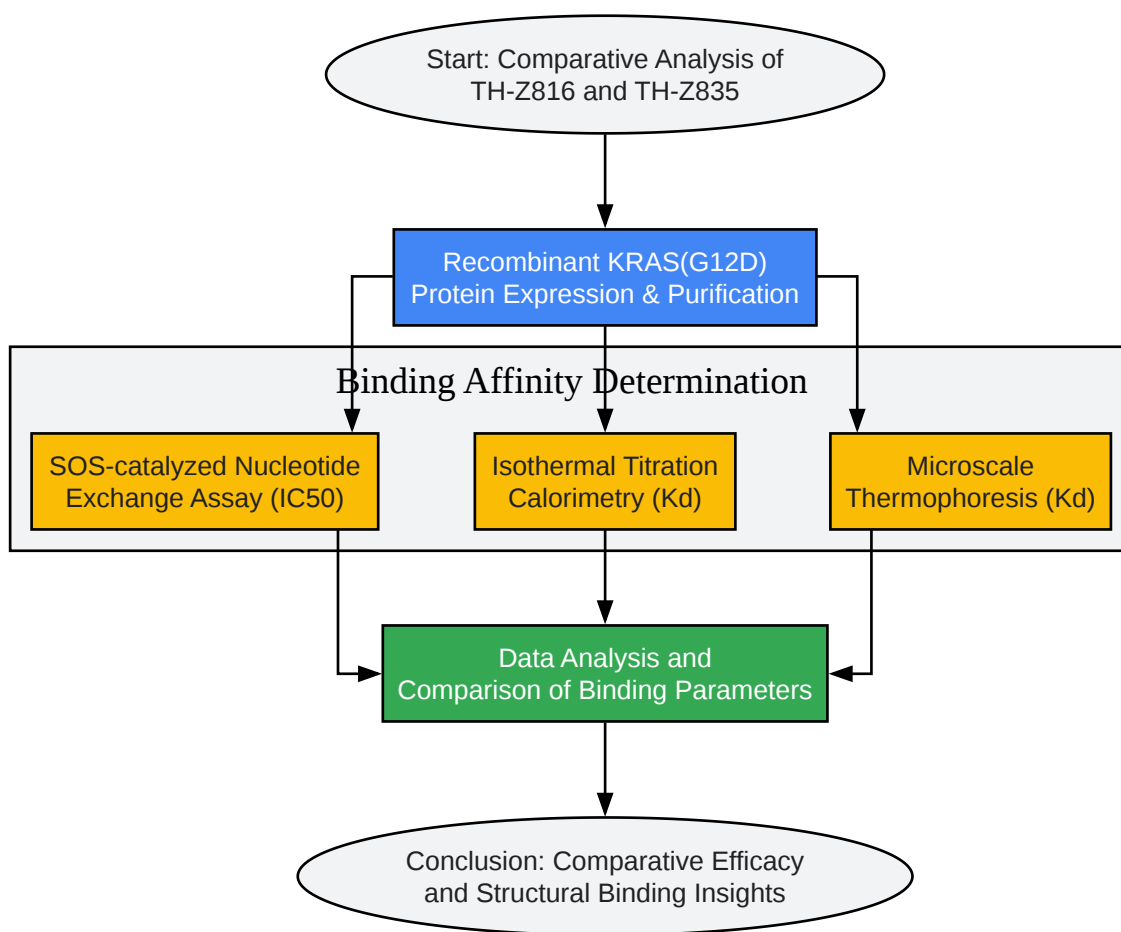 Start: Comparative Analysis of
TH-Z816 and TH-Z835
Recombinant KRAS(G12D)
Protein Expression & Purification
Binding Affinity Determination
SOS-catalyzed Nucleotide
Exchange Assay (IC50)
Isothermal Titration
Calorimetry (Kd)
Microscale
Thermophoresis (Kd)
Data Analysis and
Comparison of Binding Parameters
Conclusion: Comparative Efficacy
and Structural Binding Insights